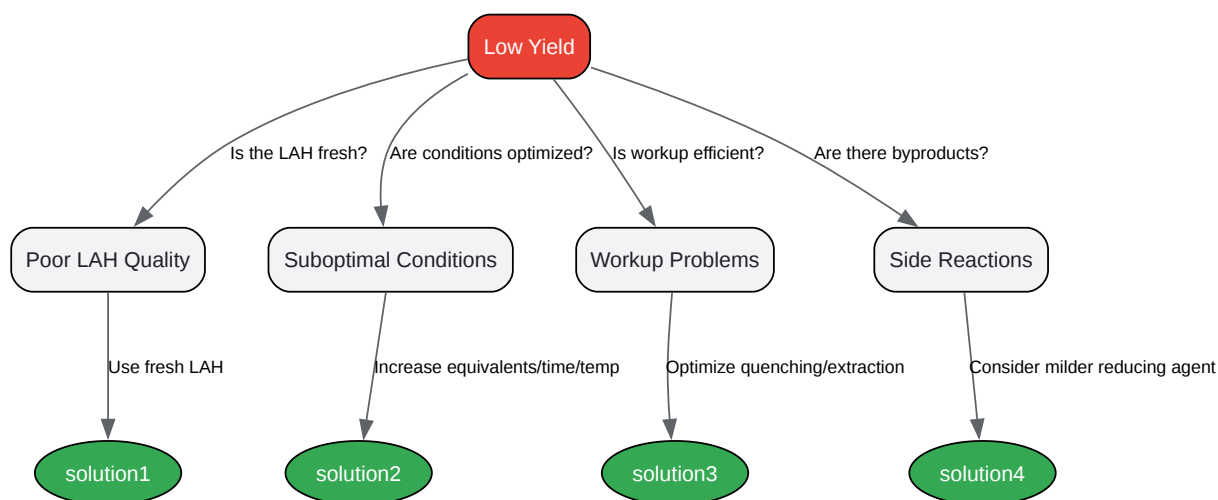 Low Yield
Is the LAH fresh?
Are conditions optimized?
Is workup efficient?
Are there byproducts?
Poor LAH Quality
Suboptimal Conditions
Workup Problems
Side Reactions
Use fresh LAH
Increase equivalents/time/temp
Optimize quenching/extraction
Consider milder reducing agent
solution1
solution2
solution3
solution4